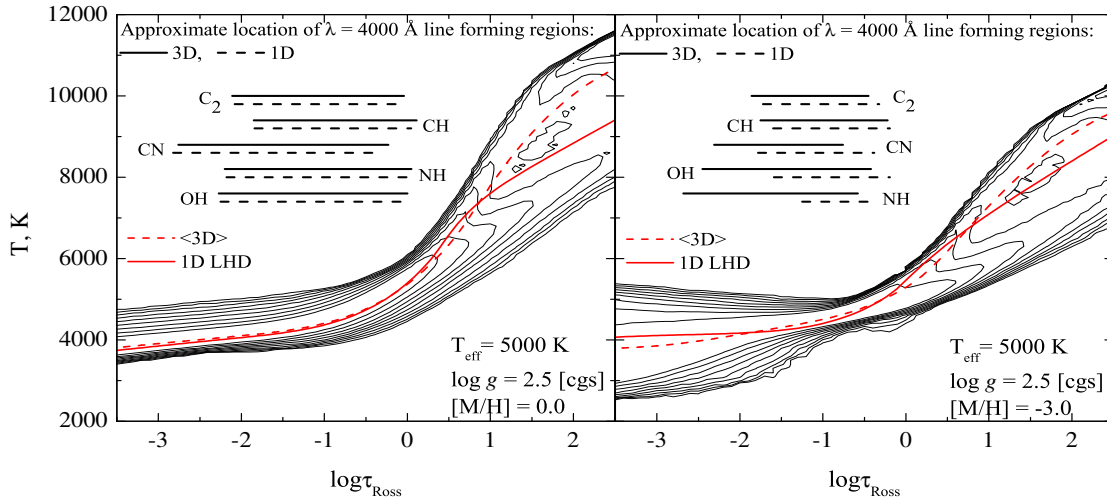 Approximate location of λ = 4000 Å line forming regions:
3D, 1D
C2
CH
CN
NH
OH
<3D>
1D LHD
Teff = 5000 K
log g = 2.5 [cgs]
[M/H] = 0.0
T, K
10000
8000
6000
4000
2000
-3 -2 -1 0 1 2
logτRoss
Approximate location of λ = 4000 Å line forming regions:
3D, 1D
C2
CH
CN
OH
NH
<3D>
1D LHD
Teff = 5000 K
log g = 2.5 [cgs]
[M/H] = -3.0
-3 -2 -1 0 1 2
logτRoss